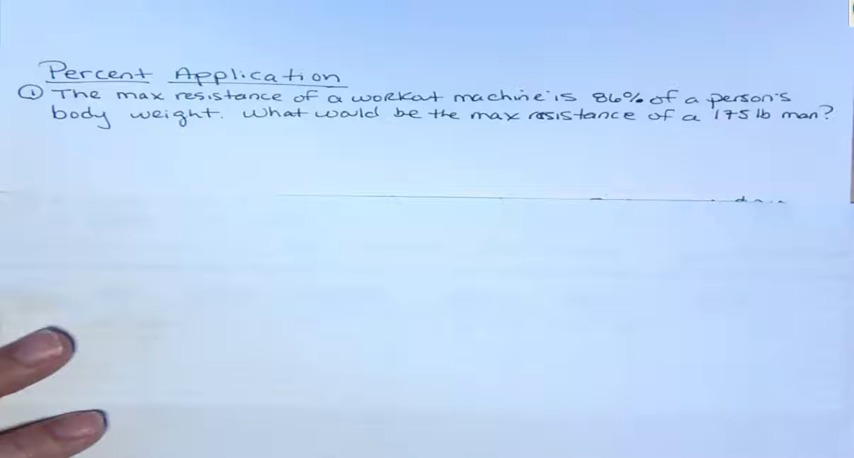 Percent Application
① The max resistance of a workout machine is 86% of a person's
body weight. What would be the max resistance of a 175 lb man?